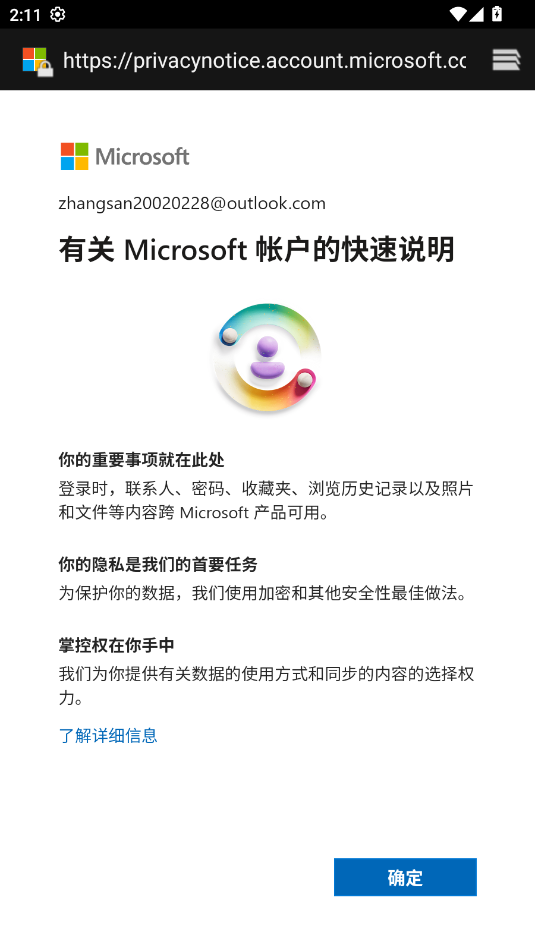 2:11
https://privacynotice.account.microsoft.co
Microsoft
zhangsan20020228@outlook.com
有关 Microsoft 帐户的快速说明
你的重要事项就在此处
登录时，联系人、密码、收藏夹、浏览历史记录以及照片
和文件等内容跨 Microsoft 产品可用。
你的隐私是我们的首要任务
为保护你的数据，我们使用加密和其他安全性最佳做法。
掌控权在你手中
我们为你提供有关数据的使用方式和同步的内容的选择权
力。
了解详细信息
确定